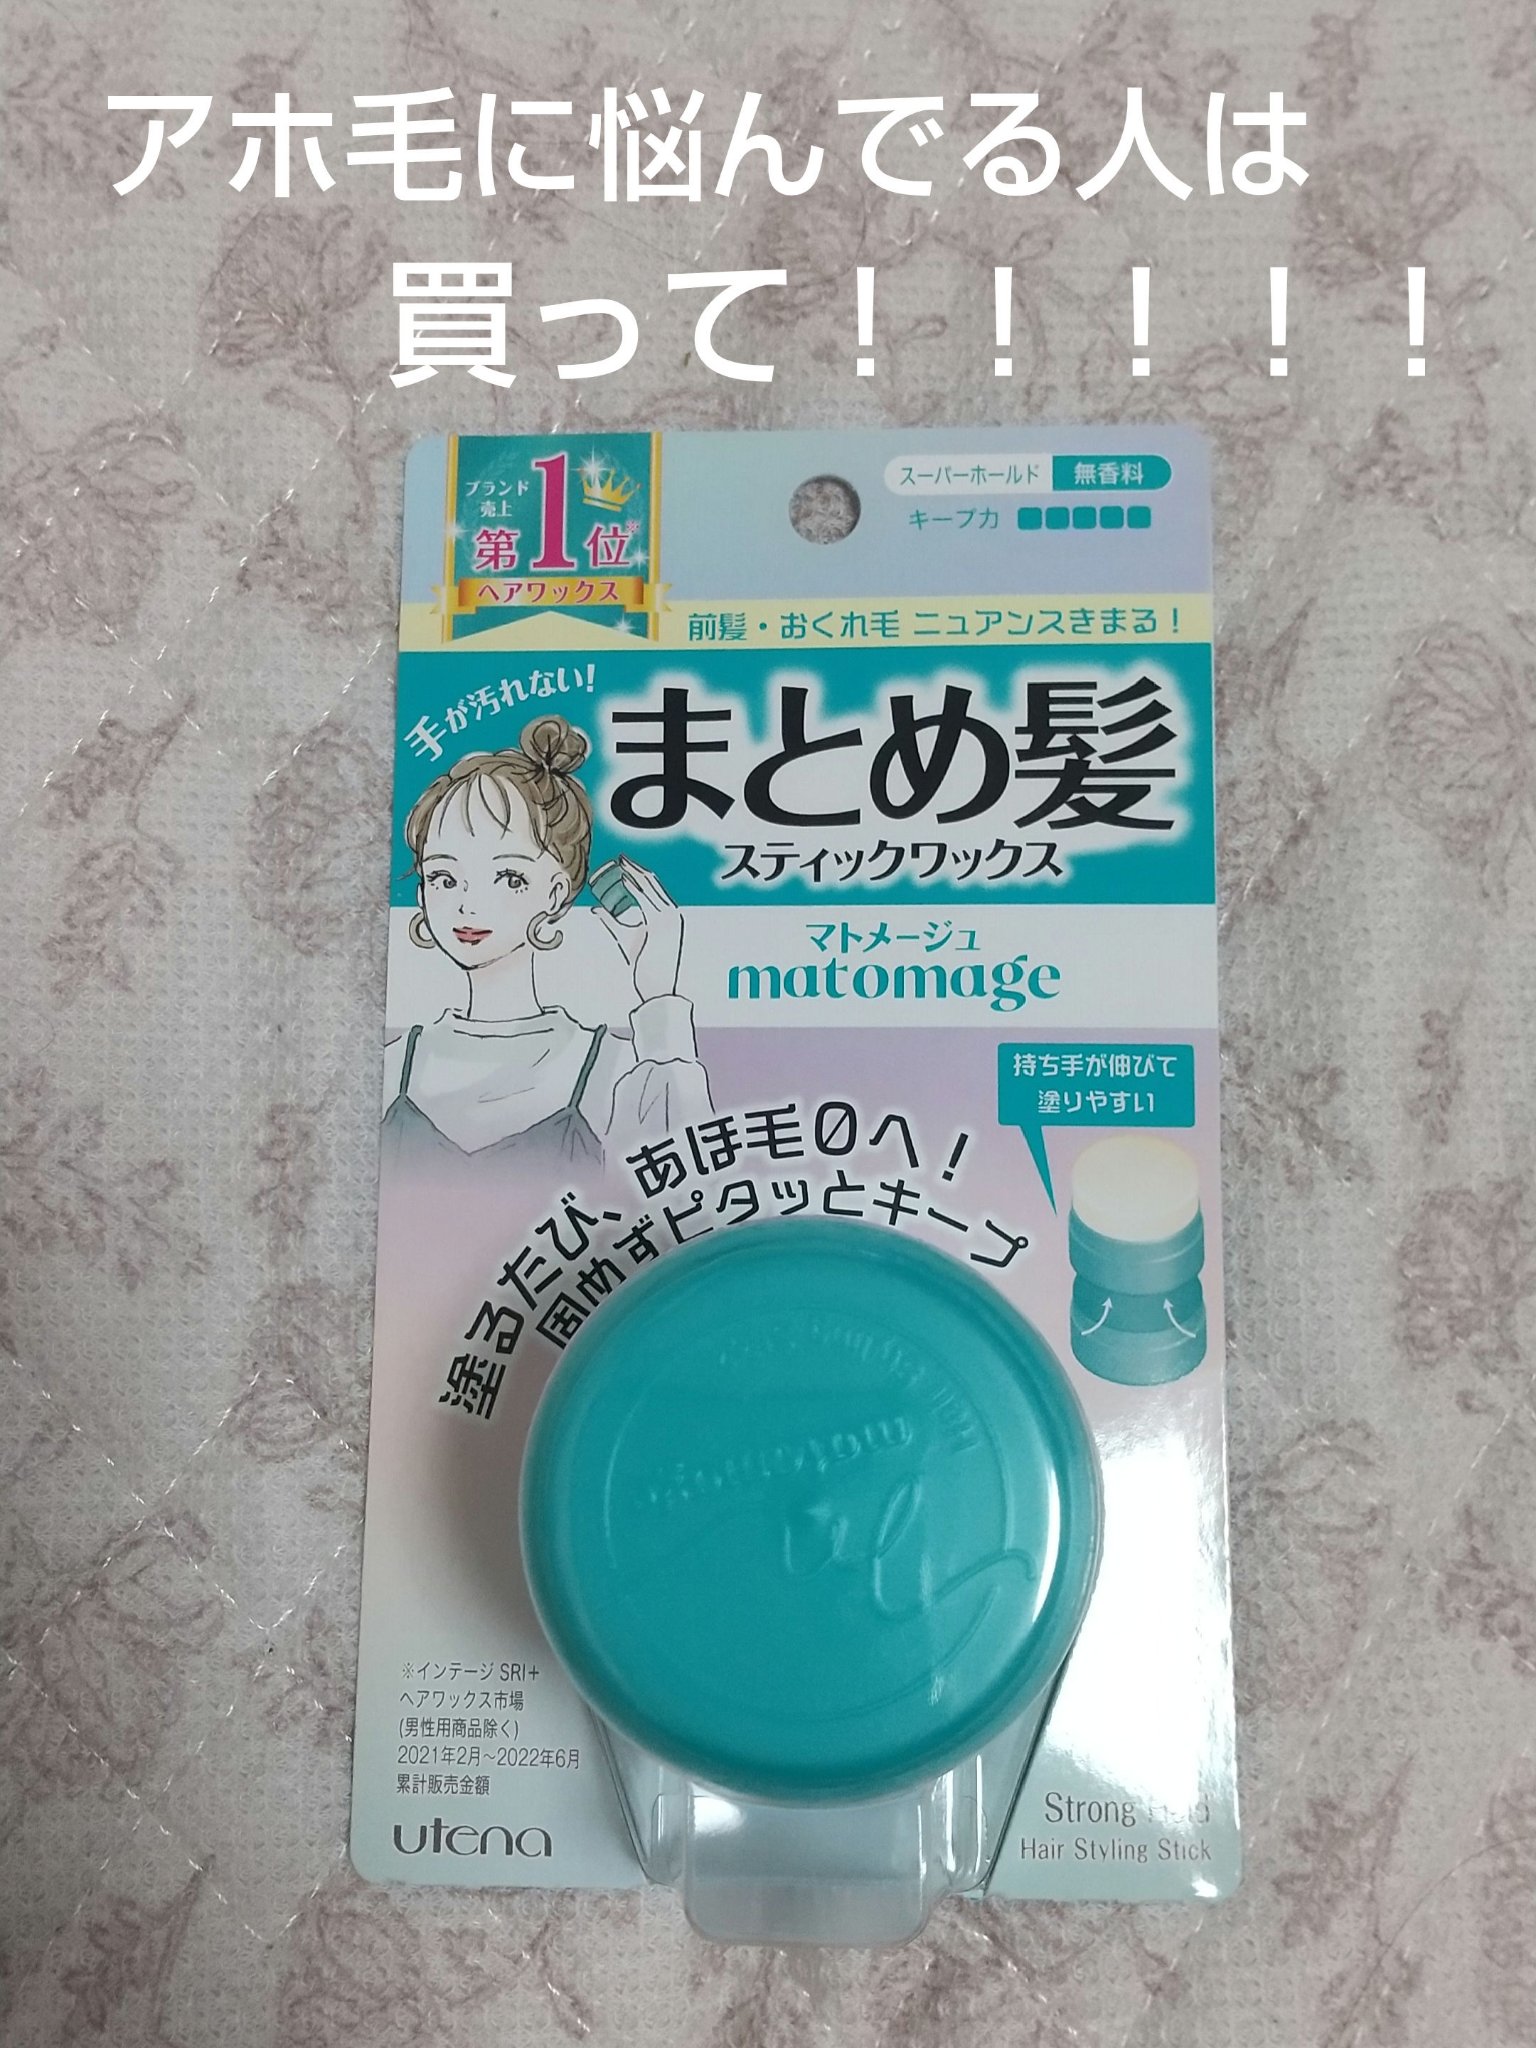 アホ毛に悩んでる人は
買って！！！！！
ブランド
売上
第1位※
ヘアワックス
スーパーホールド 無香料
キープ力
前髪・おくれ毛 ニュアンスきまる！
手が汚れない!
まとめ髪
スティックワックス
マトメージュ
matomage
持ち手が伸びて
塗りやすい
塗るたび、あほ毛0へ！
固めずピタッとキープ
※インテージ SRI+
ヘアワックス市場
(男性用商品除く)
2021年2月～2022年6月
累計販売金額
utena
Strong Hold
Hair Styling Stick